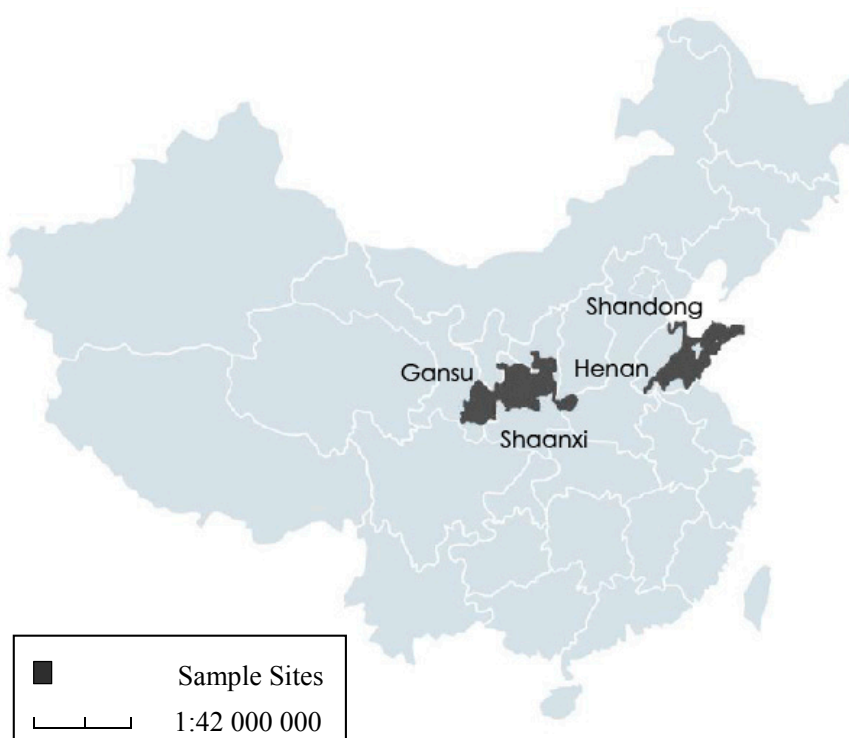 Shandong
Henan
Gansu
Shaanxi
Sample Sites
1:42 000 000